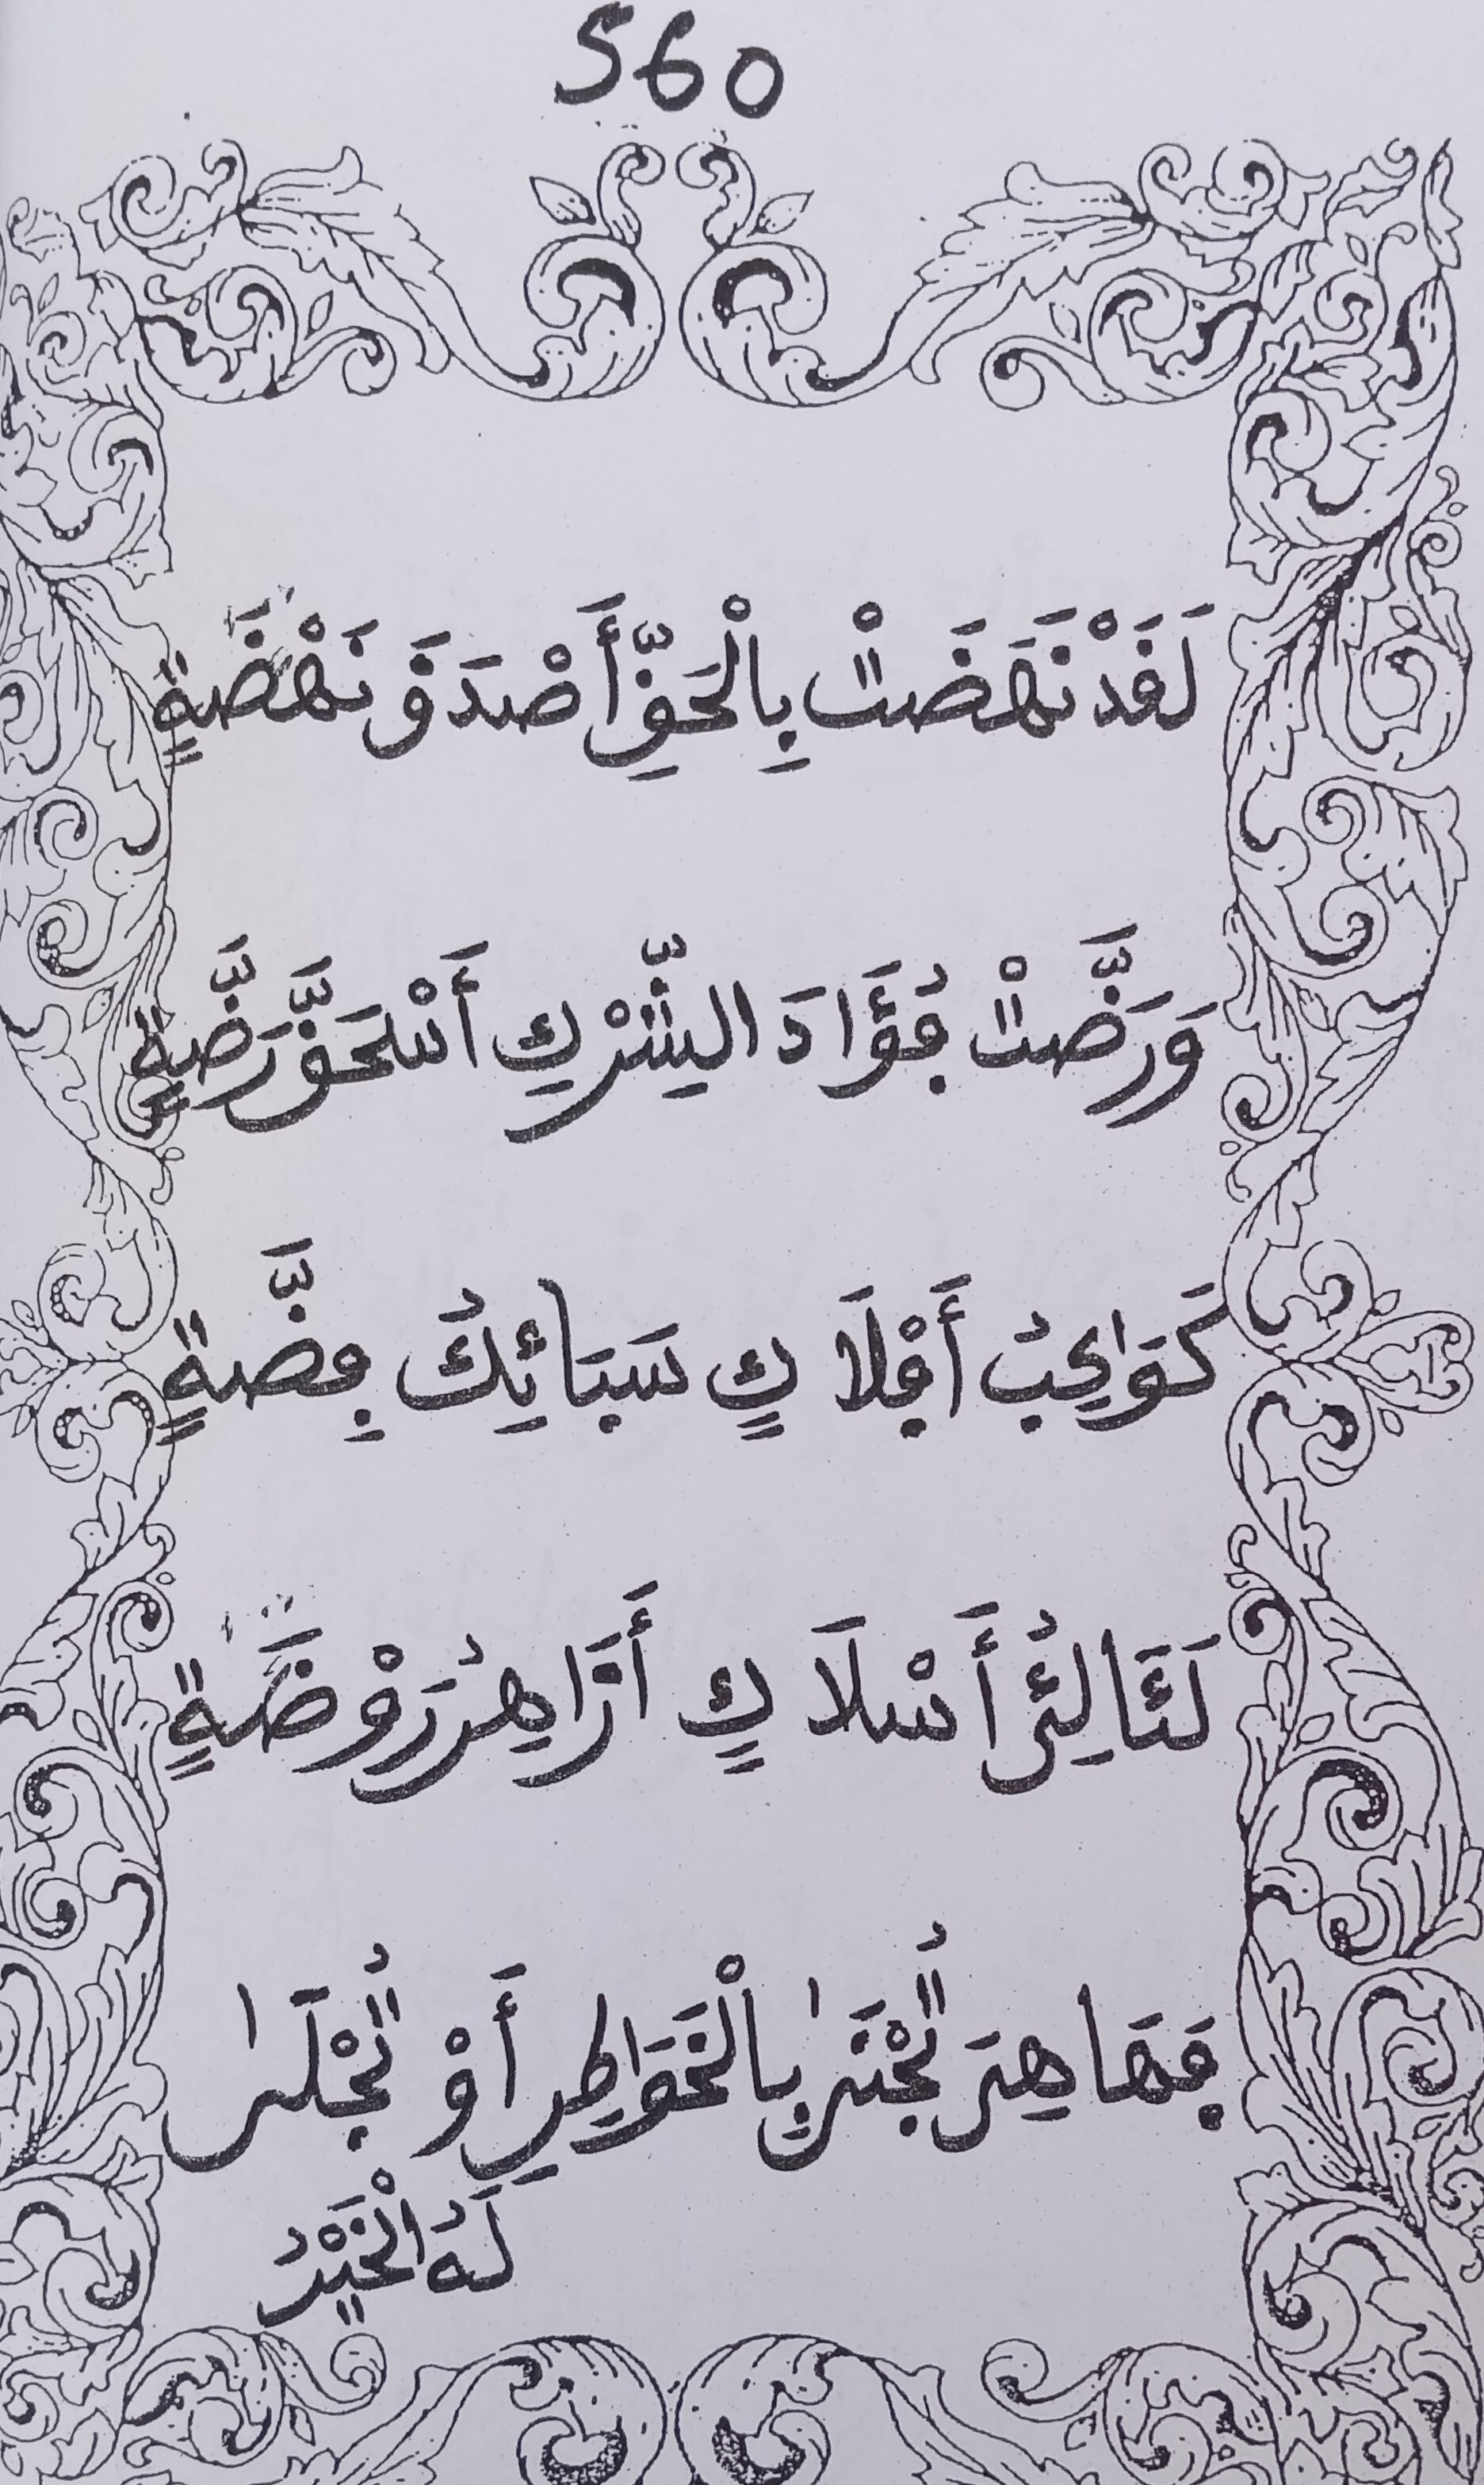 560
لَقَدْ نَهَضَتْ بِالْحَقِّ أَصْدَقَ نَهْضَةٍ
وَرَضَّتْ فُؤَادَ الشِّرْكِ أَسْحَقَ رَضَّةٍ
كَوَاكِبُ أَفْلَاكٍ سَبَائِكُ فِضَّةٍ
لَئَالِئُ أَسْلَاكٍ أَزَاهِرُ رَوْضَةٍ
فَهَا هِيَ تُجْنَىٰ بِالْخَوَاطِرِ أَوْ تُجْلَىٰ
لَهُ الْخَيْرُ